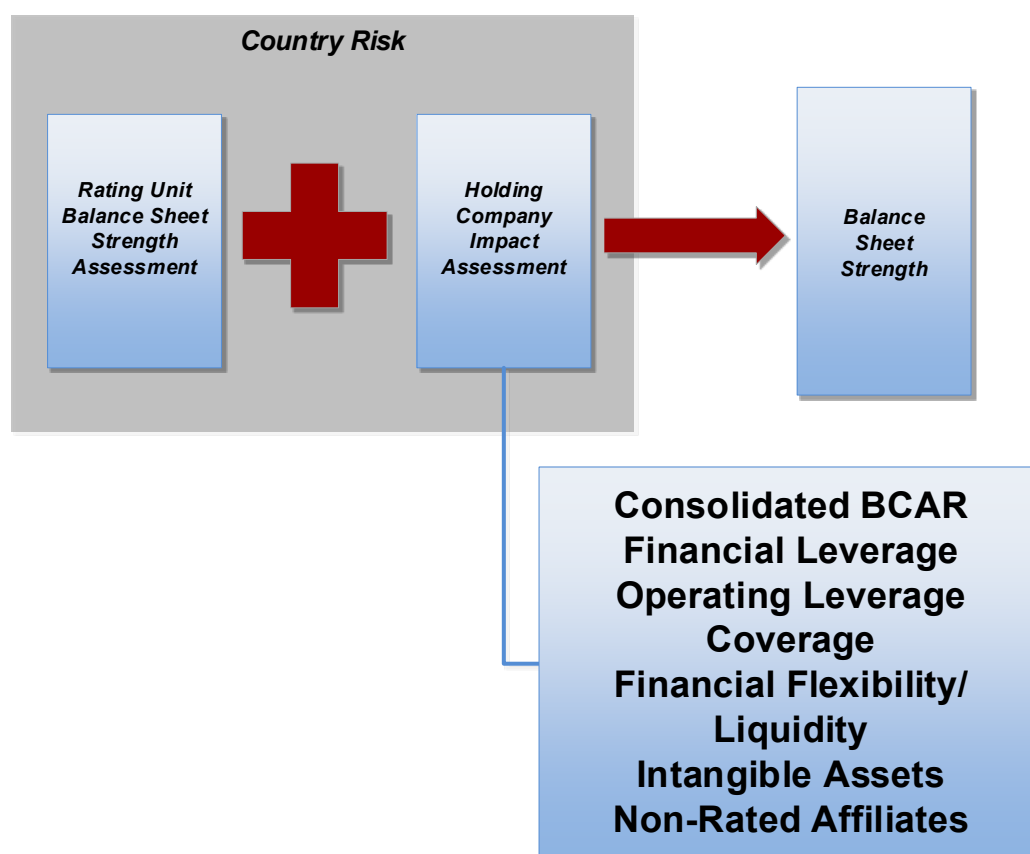 Country Risk
Rating Unit
Balance Sheet
Strength
Assessment
Holding
Company
Impact
Assessment
Balance
Sheet
Strength
Consolidated BCAR
Financial Leverage
Operating Leverage
Coverage
Financial Flexibility/
Liquidity
Intangible Assets
Non-Rated Affiliates